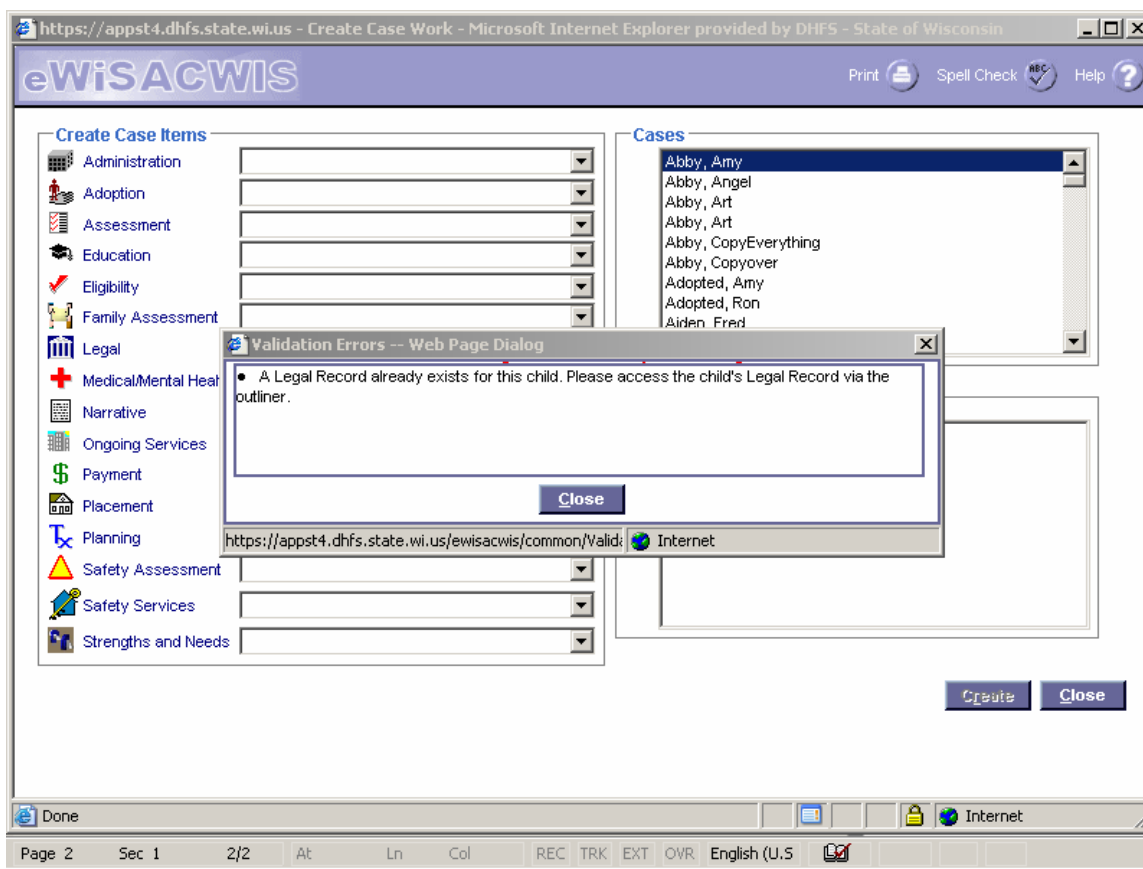 https://appst4.dhfs.state.wi.us - Create Case Work - Microsoft Internet Explorer provided by DHFS - State of Wisconsin
eWiSACWIS
Print
Spell Check
ABC
Help
Create Case Items
Administration
Adoption
Assessment
Education
Eligibility
Family Assessment
Legal
Medical/Mental Heal
Narrative
Ongoing Services
Payment
Placement
Planning
Safety Assessment
Safety Services
Strengths and Needs
Cases
Abby, Amy
Abby, Angel
Abby, Art
Abby, Art
Abby, CopyEverything
Abby, Copyover
Adopted, Amy
Adopted, Ron
Aiden, Fred
Validation Errors -- Web Page Dialog
• A Legal Record already exists for this child. Please access the child's Legal Record via the
outliner.
Close
https://appst4.dhfs.state.wi.us/ewisacwis/common/Valida
Internet
Create
Close
Done
Internet
Page 2 Sec 1 2/2 At Ln Col REC TRK EXT OVR English (U.S